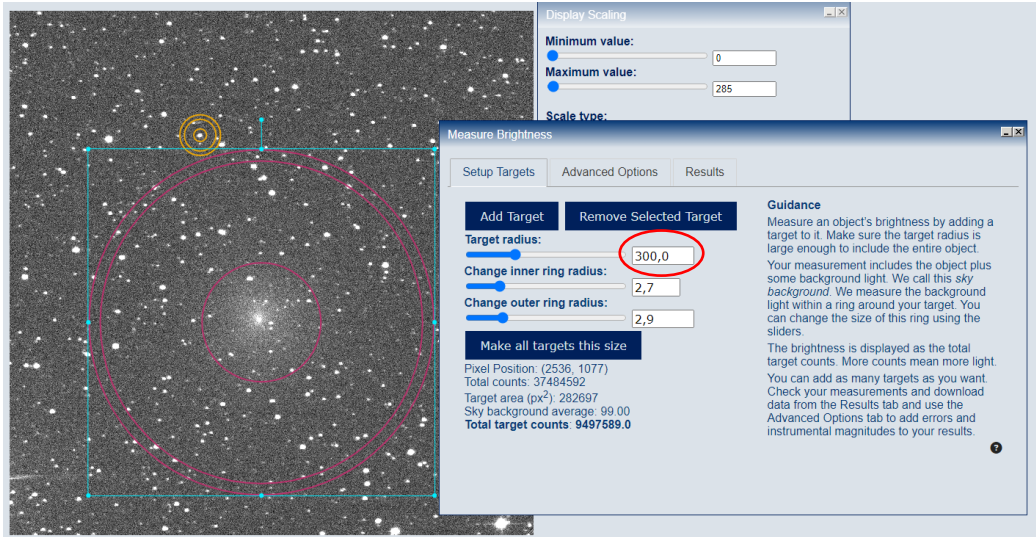 Display Scaling
Minimum value:
0
Maximum value:
285
Scale type:
Measure Brightness
Setup Targets Advanced Options Results
Add Target Remove Selected Target
Target radius:
300,0
Change inner ring radius:
2,7
Change outer ring radius:
2,9
Make all targets this size
Pixel Position: (2536, 1077)
Total counts: 37484592
Target area (px²): 282697
Sky background average: 99.00
Total target counts: 9497589.0
Guidance
Measure an object's brightness by adding a
target to it. Make sure the target radius is
large enough to include the entire object.
Your measurement includes the object plus
some background light. We call this sky
background. We measure the background
light within a ring around your target. You
can change the size of this ring using the
sliders.
The brightness is displayed as the total
target counts. More counts mean more light.
You can add as many targets as you want.
Check your measurements and download
data from the Results tab and use the
Advanced Options tab to add errors and
instrumental magnitudes to your results.
?